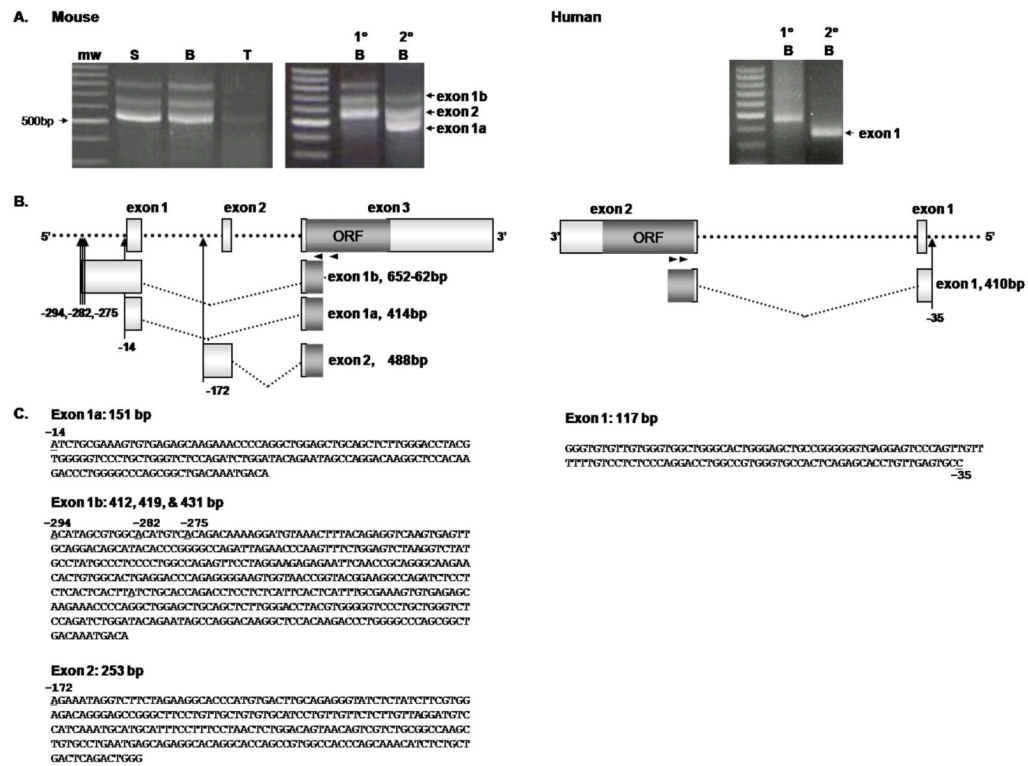 A. Mouse
Human
mw S B T
1° 2°
B B
500bp
exon 1b
exon 2
exon 1a
1° 2°
B B
exon 1
B.
exon 1 exon 2 exon 3
5' ORF 3'
exon 1b, 652-62bp
-294,-282,-275
exon 1a, 414bp
-14
exon 2, 488bp
-172
exon 2 exon 1
3' ORF 5'
exon 1, 410bp
-35
C. Exon 1a: 151 bp
-14
ATCTGCGAAAGTGTGAGAGCAAGAAACCCCAGGCTGGAGCTGCAGCTCTTGGGACCTACG
TGGGGGTCCCTGCTGGGTCTCCAGATCTGGATACAGAATAGCCAGGACAAGGCTCCACAA
GACCCTGGGGCCCAGCGGCTGACAAATGACA
Exon 1b: 412, 419, & 431 bp
-294 -282 -275
ACATAGCGTGGCACATGTCACAGACAAAAGGATGTAAACTTTACAGAGGTCAAGTGAGTT
GCAGGACAGCATACACCCGGGGCCAGATTAGAACCCAAGTTTCTGGAGTCTAAGGTCTAT
GCCTATGCCCTCCCCTGGCCAGAGTTCCTAGGAAGAGAGAATTCAACCGCAGGGCAAGAA
CACTGTGGCACTGAGGACCCAGAGGGGAAGTGGTAACCGGTACGGAAGGCCAGATCTCCT
CTCACTCACTTATCTGCACCAGACCTCCTCTCATTCACTCATTTGCGAAAGTGTGAGAGC
AAGAAACCCCAGGCTGGAGCTGCAGCTCTTGGGACCTACGTGGGGGTCCCTGCTGGGTCT
CCAGATCTGGATACAGAATAGCCAGGACAAGGCTCCACAAGACCCTGGGGCCCAGCGGCT
GACAAATGACA
Exon 2: 253 bp
-172
AGAAATAGGTCTTCTAGAAGGCACCCATGTGACTTGCAGAGGGTATCTCTATCTTCGTGG
AGACAGGGAGCCGGGCTTCCTGTTGCTGTGTGCATCCTGTTGTTCTCTTGTTAGGATGTC
CATCAAATGCATGCATTTCCTTTCCTAACTCTGGACAGTAACAGTCGTCTGCGGCCAAGC
TGTGCCTGAATGAGCAGAGGCACAGGCACCAGCCGTGGCCACCCAGCAAACATCTCTGCT
GACTCAGACTGGG
Exon 1: 117 bp
GGGTGTGTTGTGGGTGGCTGGGCACTGGGAGCTGCCGGGGGGTGAGGAGTCCCAGTTGTT
TTTTGTCCTCTCCCAGGACCTGGCCGTGGGTGCCACTCAGAGCACCTGTTGAGTGCC
-35